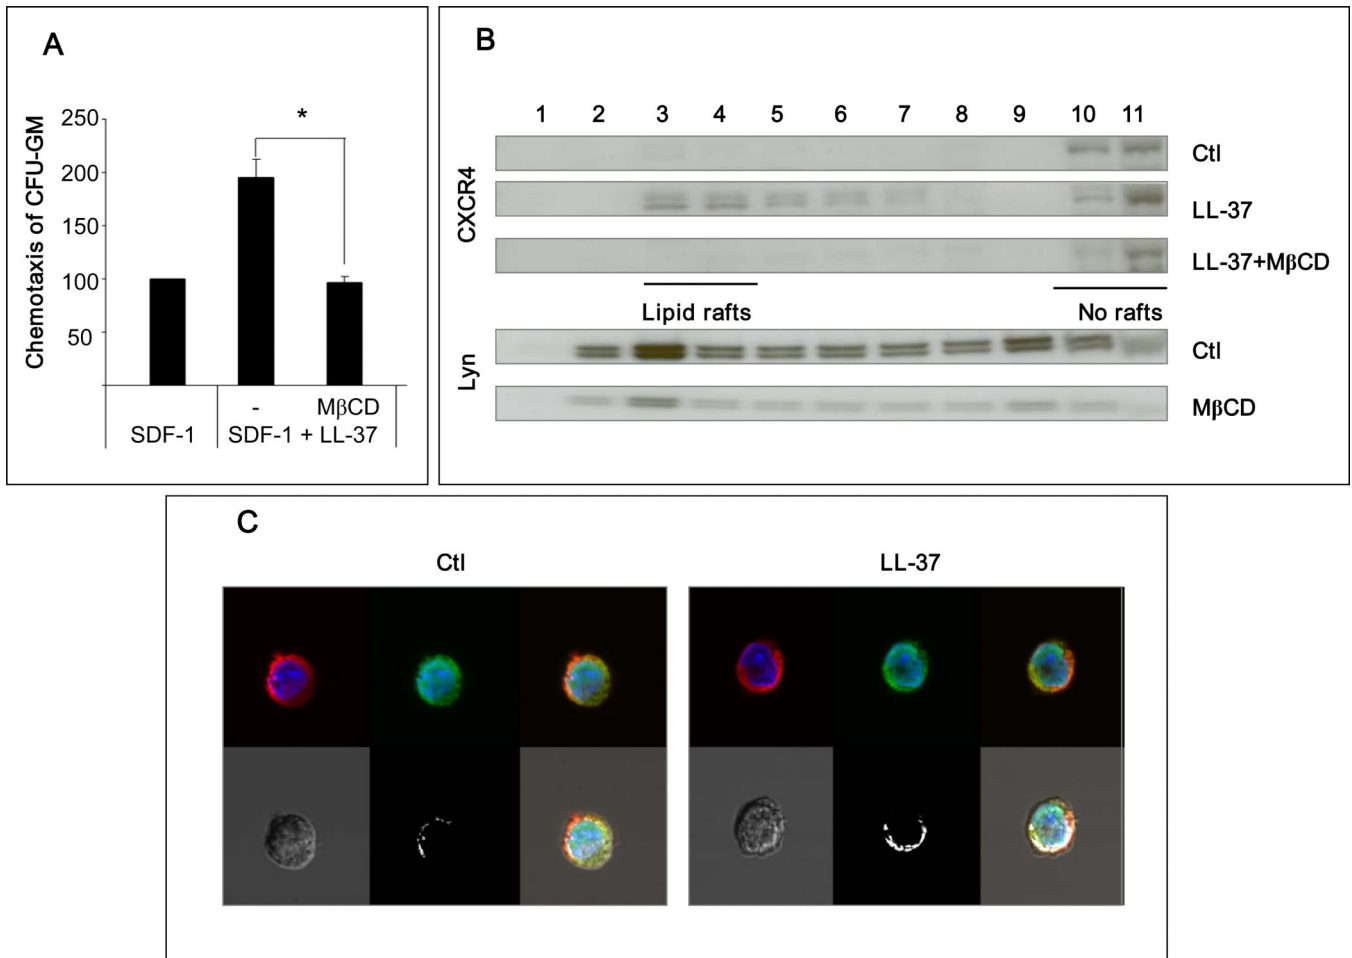 A
Chemotaxis of CFU-GM
250
200
150
100
50
*
- MβCD
SDF-1 SDF-1 + LL-37
B
1 2 3 4 5 6 7 8 9 10 11
CXCR4
Ctl
LL-37
LL-37+MβCD
Lipid rafts No rafts
Lyn
Ctl
MβCD
C
Ctl LL-37